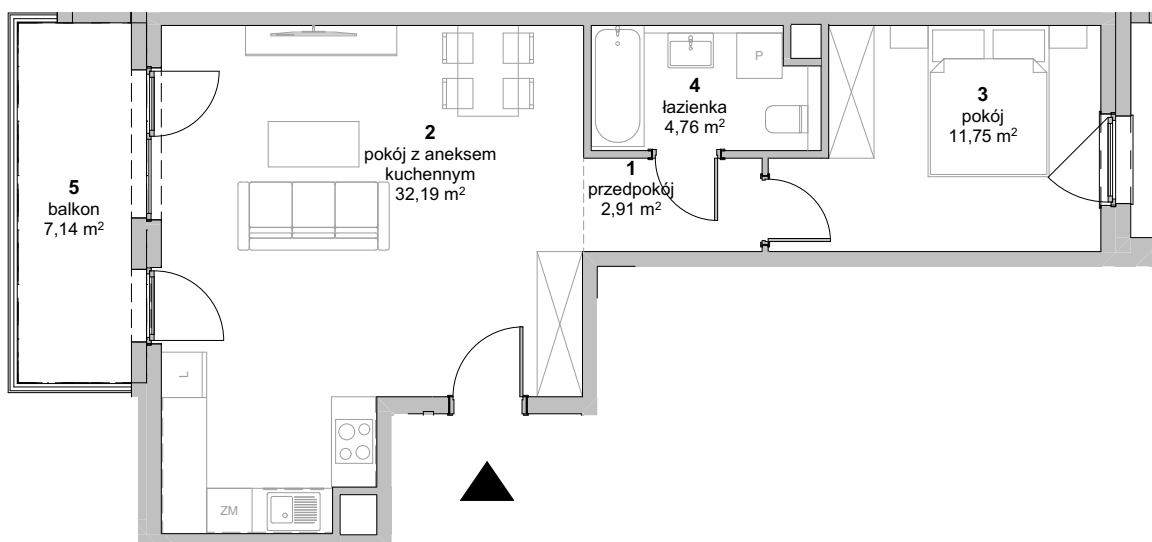 5
balkon
7,14 m²
2
pokój z aneksem
kuchennym
32,19 m²
1
przedpokój
2,91 m²
4
łazienka
4,76 m²
P
3
pokój
11,75 m²
L
ZM